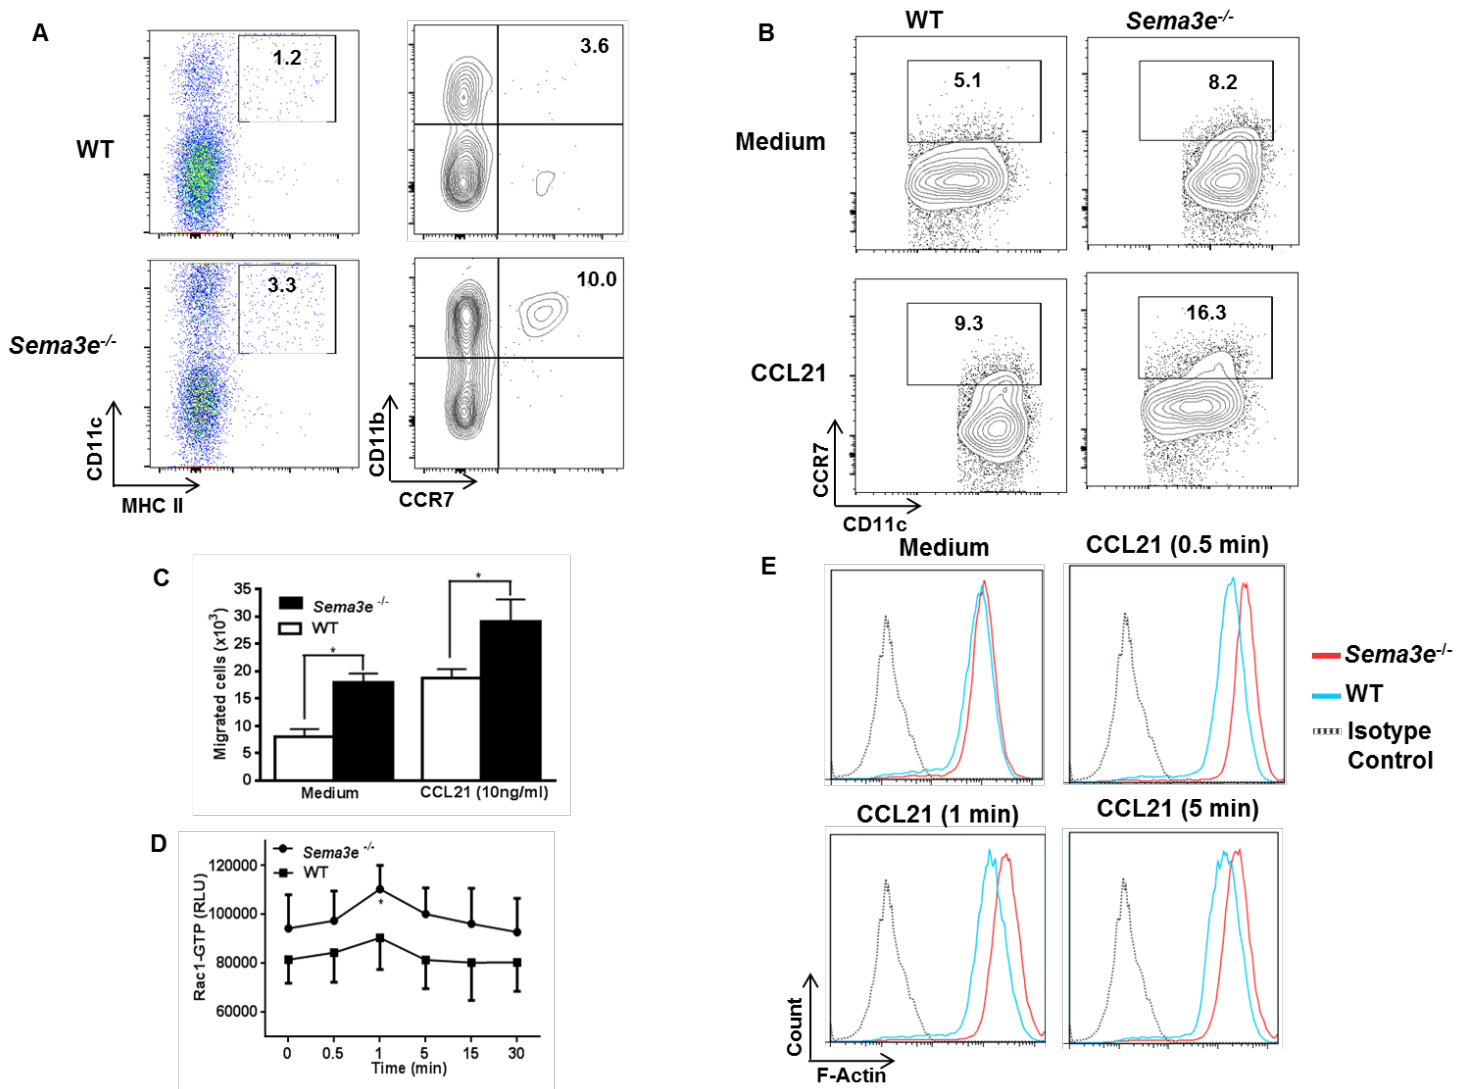 A
WT
1.2
3.6
Sema3e-/-
3.3
10.0
CD11c
MHC II
CD11b
CCR7
B
WT
Sema3e-/-
Medium
5.1
8.2
CCL21
9.3
16.3
CCR7
CD11c
C
Migrated cells (x10³)
35
30
25
20
15
10
5
0
Sema3e -/-
WT
*
*
Medium
CCL21 (10ng/ml)
D
Rac1-GTP (RLU)
120000
100000
80000
60000
Sema3e -/-
WT
*
0 0.5 1 5 15 30
Time (min)
E
Medium
CCL21 (0.5 min)
CCL21 (1 min)
CCL21 (5 min)
Sema3e-/-
WT
Isotype
Control
Count
F-Actin